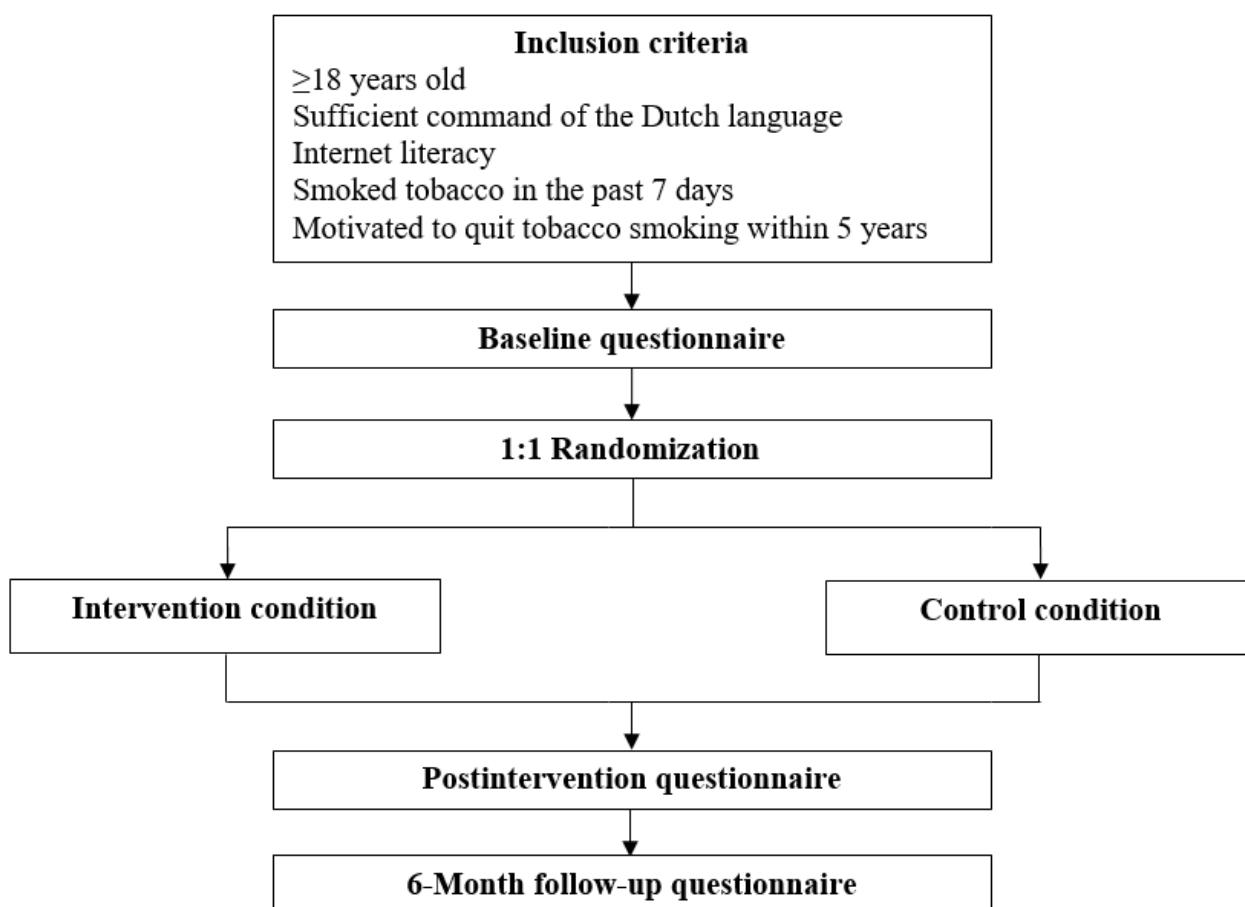 Inclusion criteria
≥18 years old
Sufficient command of the Dutch language
Internet literacy
Smoked tobacco in the past 7 days
Motivated to quit tobacco smoking within 5 years
Baseline questionnaire
1:1 Randomization
Intervention condition
Control condition
Postintervention questionnaire
6-Month follow-up questionnaire